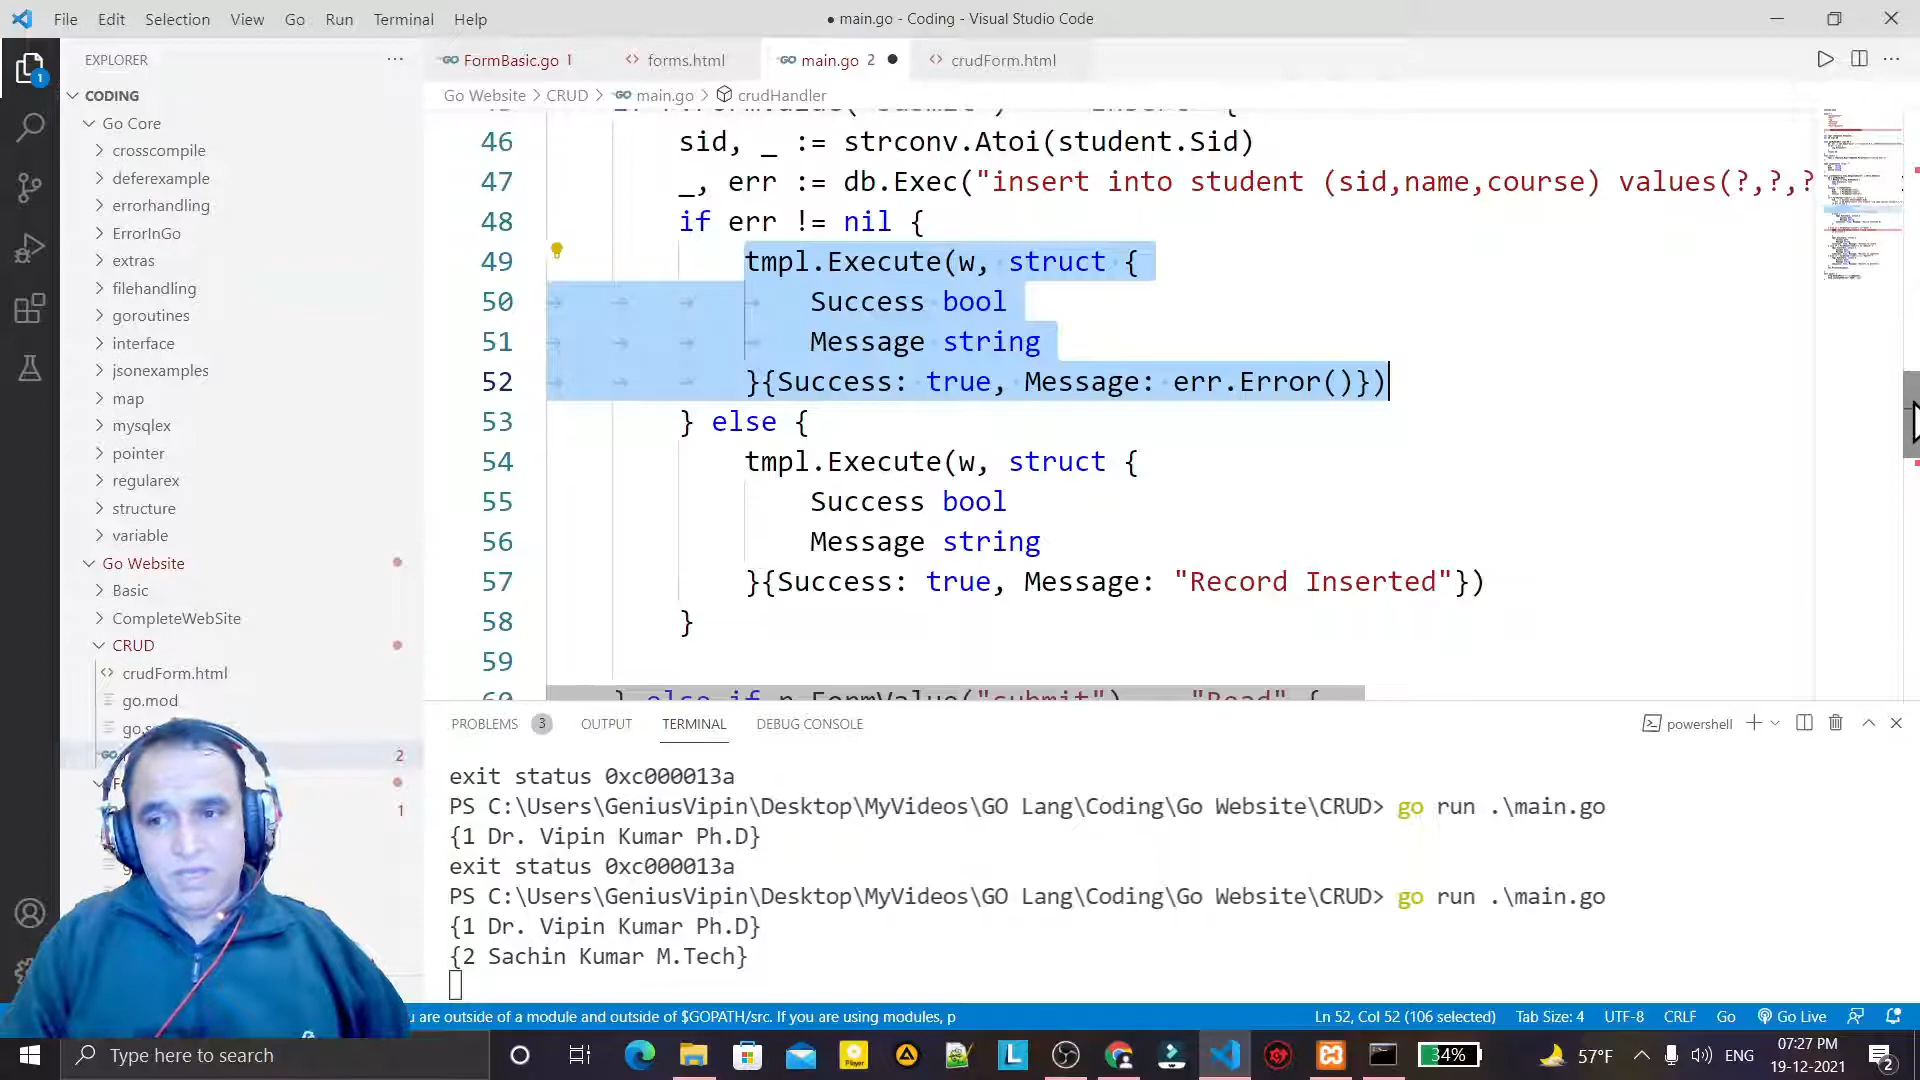 File Edit Selection View Go Run Terminal Help
● main.go - Coding - Visual Studio Code
EXPLORER
CODING
Go Core
crosscompile
deferexample
errorhandling
ErrorInGo
extras
filehandling
goroutines
interface
jsonexamples
map
mysqlex
pointer
regularex
structure
variable
Go Website
Basic
CompleteWebSite
CRUD
crudForm.html
go.mod
2
1
FormBasic.go 1
forms.html
main.go 2
crudForm.html
Go Website > CRUD > main.go > crudHandler
46 sid, _ := strconv.Atoi(student.Sid)
47 _, err := db.Exec("insert into student (sid,name,course) values(?,?,?
48 if err != nil {
49 tmpl.Execute(w, struct {
50 Success bool
51 Message string
52 }{Success: true, Message: err.Error()})
53 } else {
54 tmpl.Execute(w, struct {
55 Success bool
56 Message string
57 }{Success: true, Message: "Record Inserted"})
58 }
59
PROBLEMS 3 OUTPUT TERMINAL DEBUG CONSOLE
powershell
exit status 0xc000013a
PS C:\Users\GeniusVipin\Desktop\MyVideos\GO Lang\Coding\Go Website\CRUD> go run .\main.go
{1 Dr. Vipin Kumar Ph.D}
exit status 0xc000013a
PS C:\Users\GeniusVipin\Desktop\MyVideos\GO Lang\Coding\Go Website\CRUD> go run .\main.go
{1 Dr. Vipin Kumar Ph.D}
{2 Sachin Kumar M.Tech}
are outside of a module and outside of $GOPATH/src. If you are using modules, p
Ln 52, Col 52 (106 selected) Tab Size: 4 UTF-8 CRLF Go Go Live
Type here to search
34%
57°F
ENG
07:27 PM
19-12-2021
2